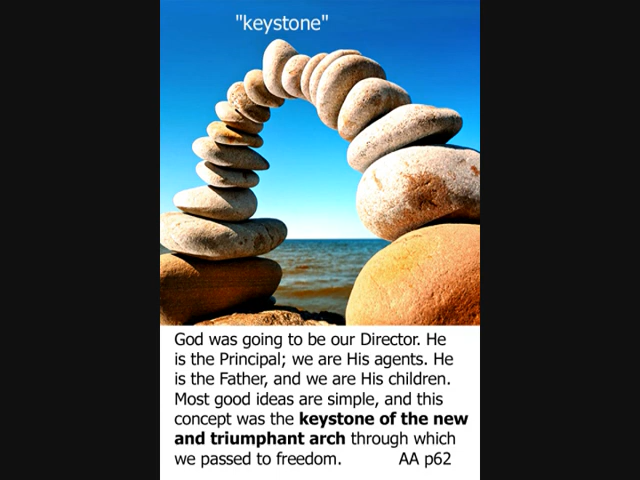 "keystone"
God was going to be our Director. He
is the Principal; we are His agents. He
is the Father, and we are His children.
Most good ideas are simple, and this
concept was the keystone of the new
and triumphant arch through which
we passed to freedom. AA p62